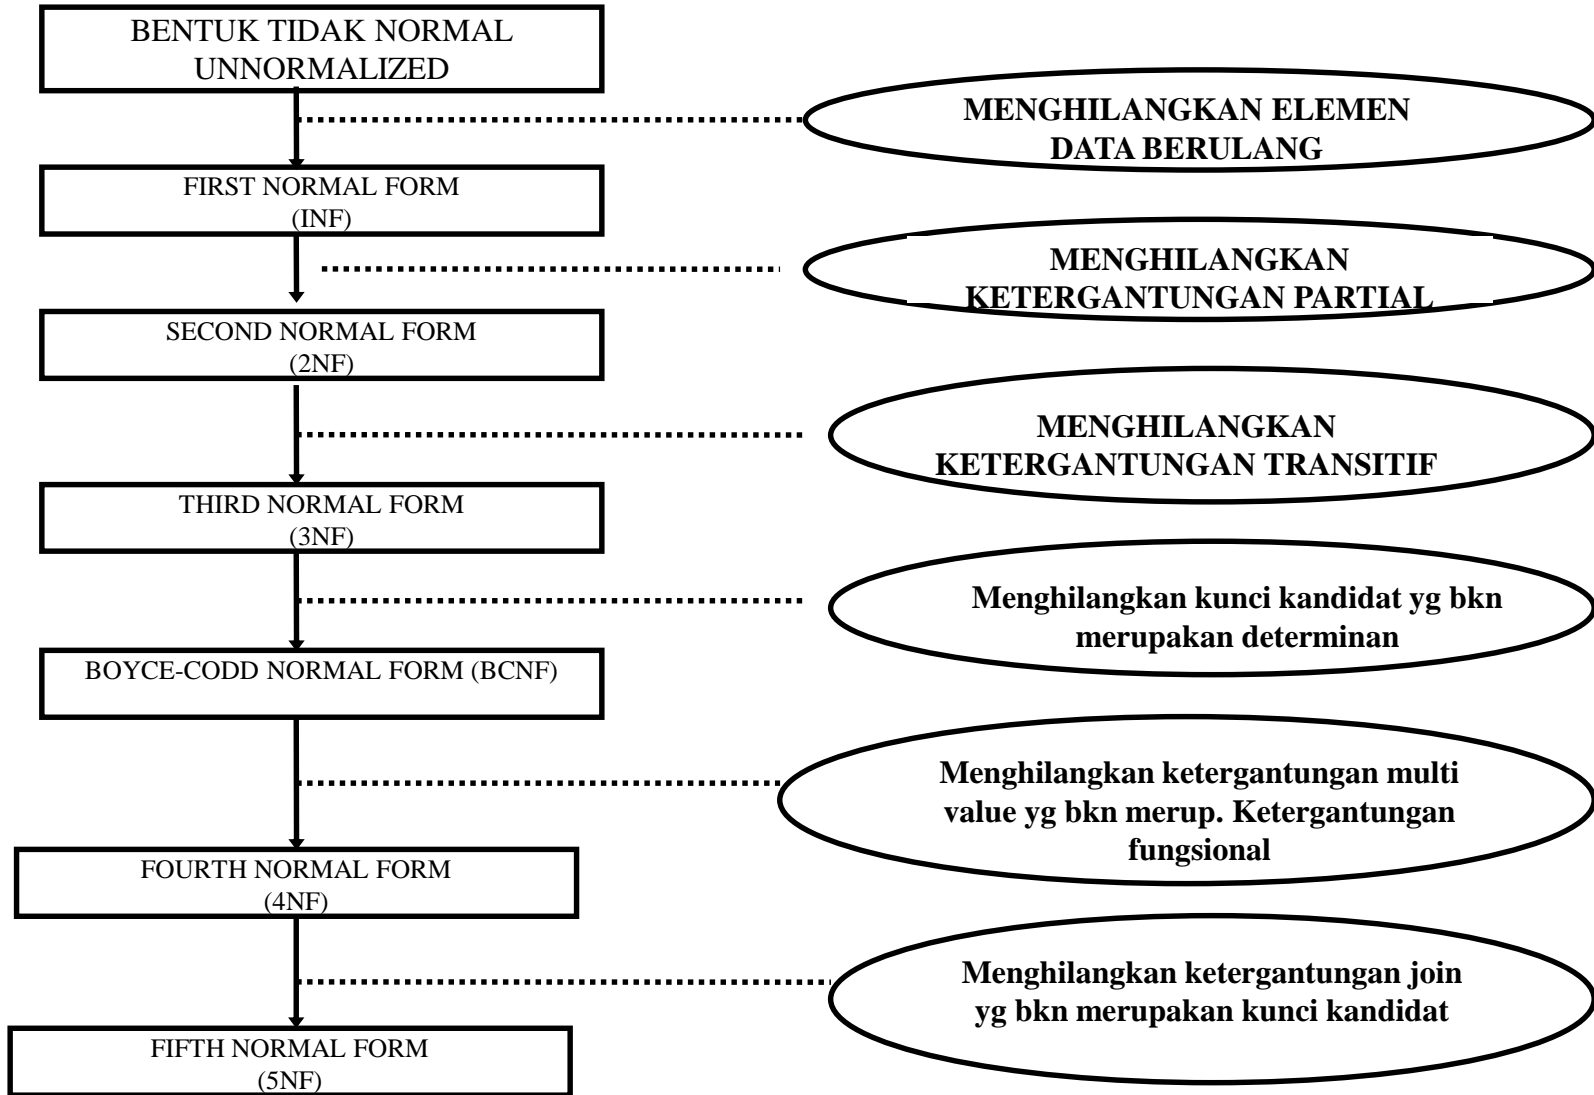 BENTUK TIDAK NORMAL
UNNORMALIZED
MENGHILANGKAN ELEMEN
DATA BERULANG
FIRST NORMAL FORM
(INF)
MENGHILANGKAN
KETERGANTUNGAN PARTIAL
SECOND NORMAL FORM
(2NF)
MENGHILANGKAN
KETERGANTUNGAN TRANSITIF
THIRD NORMAL FORM
(3NF)
Menghilangkan kunci kandidat yg bkn
merupakan determinan
BOYCE-CODD NORMAL FORM (BCNF)
Menghilangkan ketergantungan multi
value yg bkn merup. Ketergantungan
fungsional
FOURTH NORMAL FORM
(4NF)
Menghilangkan ketergantungan join
yg bkn merupakan kunci kandidat
FIFTH NORMAL FORM
(5NF)